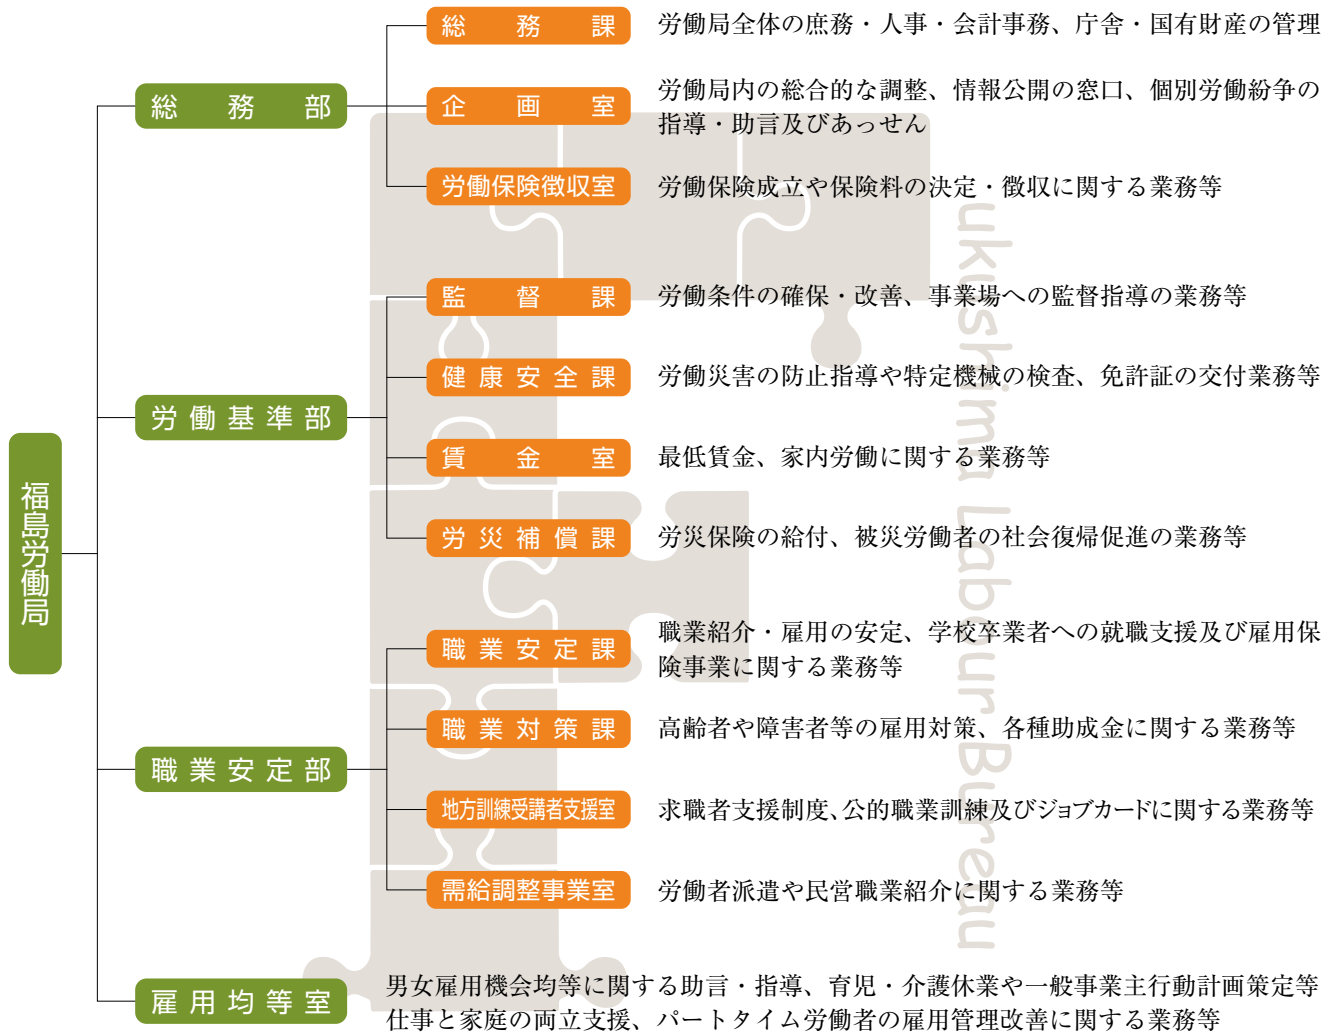 福島労働局
総務部
総務課
労働局全体の庶務・人事・会計事務、庁舎・国有財産の管理
企画室
労働局内の総合的な調整、情報公開の窓口、個別労働紛争の
指導・助言及びあっせん
労働保険徴収室
労働保険成立や保険料の決定・徴収に関する業務等
労働基準部
監督課
労働条件の確保・改善、事業場への監督指導の業務等
健康安全課
労働災害の防止指導や特定機械の検査、免許証の交付業務等
賃金室
最低賃金、家内労働に関する業務等
労災補償課
労災保険の給付、被災労働者の社会復帰促進の業務等
職業安定部
職業安定課
職業紹介・雇用の安定、学校卒業者への就職支援及び雇用保
険事業に関する業務等
職業対策課
高齢者や障害者等の雇用対策、各種助成金に関する業務等
地方訓練受講者支援室
求職者支援制度、公的職業訓練及びジョブカードに関する業務等
需給調整事業室
労働者派遣や民営職業紹介に関する業務等
雇用均等室
男女雇用機会均等に関する助言・指導、育児・介護休業や一般事業主行動計画策定等
仕事と家庭の両立支援、パートタイム労働者の雇用管理改善に関する業務等
ukushima Labour Bureau